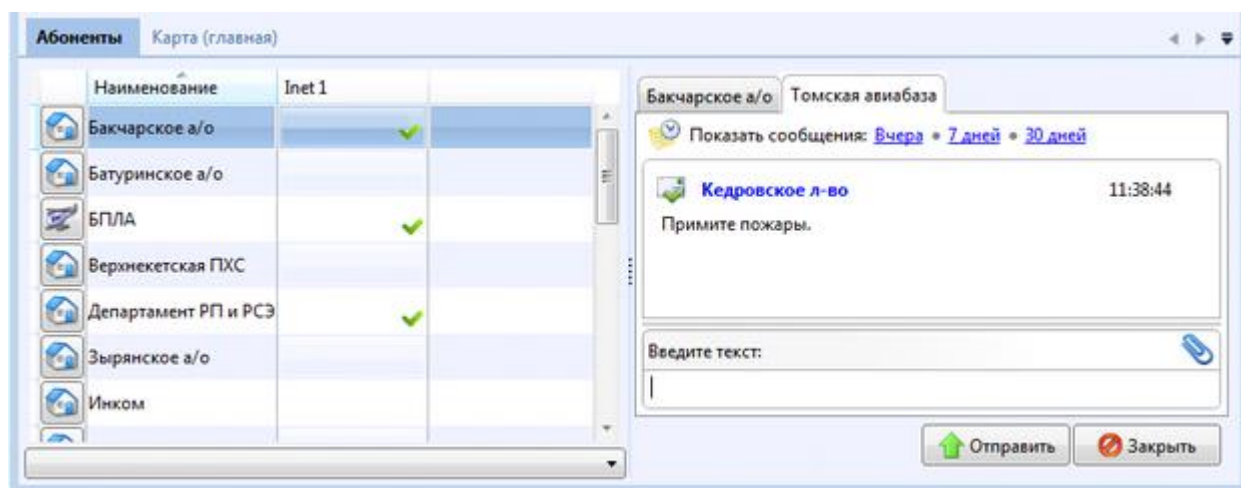 Абоненты Карта (главная)
Наименование Inet 1
Бакчарское а/о
Батуринское а/о
БПЛА
Верхнекетская ПХС
Департамент РП и РСЭ
Зырянское а/о
Инком
Бакчарское а/о Томская авиабаза
Показать сообщения: Вчера • 7 дней • 30 дней
Кедровское л-во 11:38:44
Примите пожары.
Введите текст:
Отправить Закрыть